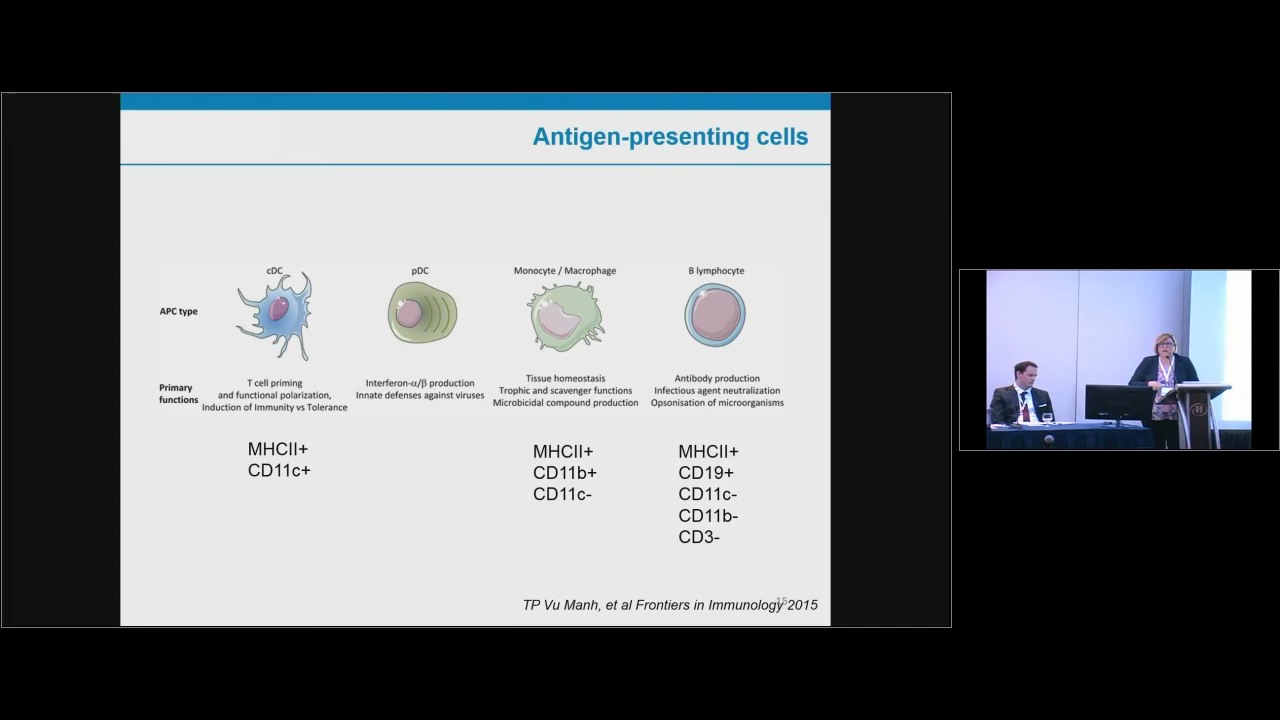 Antigen-presenting cells
cDC
pDC
Monocyte / Macrophage
B lymphocyte
APC type
Primary
functions
T cell priming
and functional polarization,
Induction of Immunity vs Tolerance
Interferon-α/β production
Innate defenses against viruses
Tissue homeostasis
Trophic and scavenger functions
Microbicidal compound production
Antibody production
Infectious agent neutralization
Opsonisation of microorganisms
MHCII+
CD11c+
MHCII+
CD11b+
CD11c-
MHCII+
CD19+
CD11c-
CD11b-
CD3-
TP Vu Manh, et al Frontiers in Immunology 2015
15